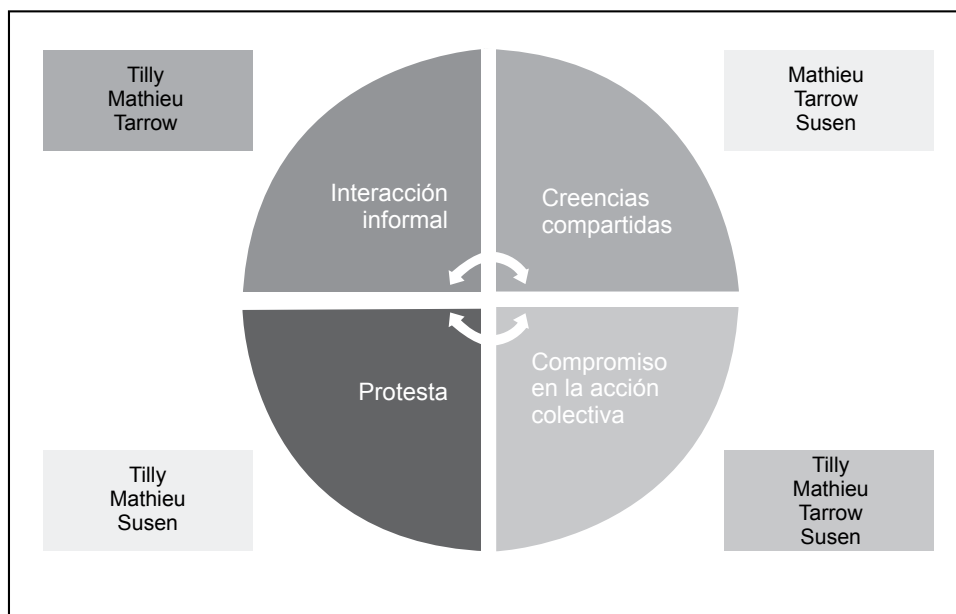 Tilly
Mathieu
Tarrow
Mathieu
Tarrow
Susen
Interacción
informal
Creencias
compartidas
Protesta
Compromiso
en la acción
colectiva
Tilly
Mathieu
Susen
Tilly
Mathieu
Tarrow
Susen